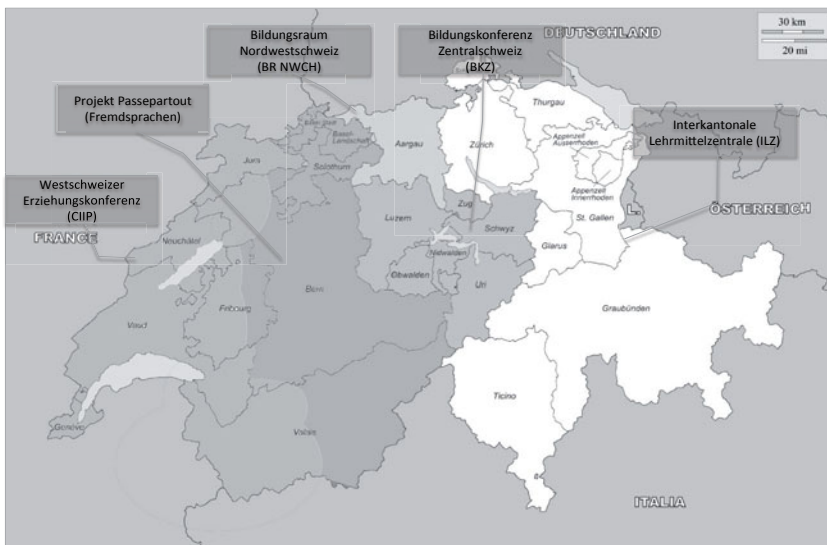 30 km
20 mi
DEUTSCHLAND
Bildungsraum
Nordwestschweiz
(BR NWCH)
Bildungskonferenz
Zentralschweiz
(BKZ)
Projekt Passepartout
(Fremdsprachen)
Interkantonale
Lehrmittelzentrale (ILZ)
Westschweizer
Erziehungskonferenz
(CIIP)
FRANCE
ÖSTERREICH
ITALIA
Thurgau
Basel-
Landschaft
Aargau
Zürich
Appenzell
Ausserrhoden
Jura
Solothurn
Appenzell
Innerrhoden
Zug
Luzern
Schwyz
St. Gallen
Neuchâtel
Glarus
Nidwalden
Obwalden
Uri
Bern
Fribourg
Graubünden
Vaud
Ticino
Genève
Valais